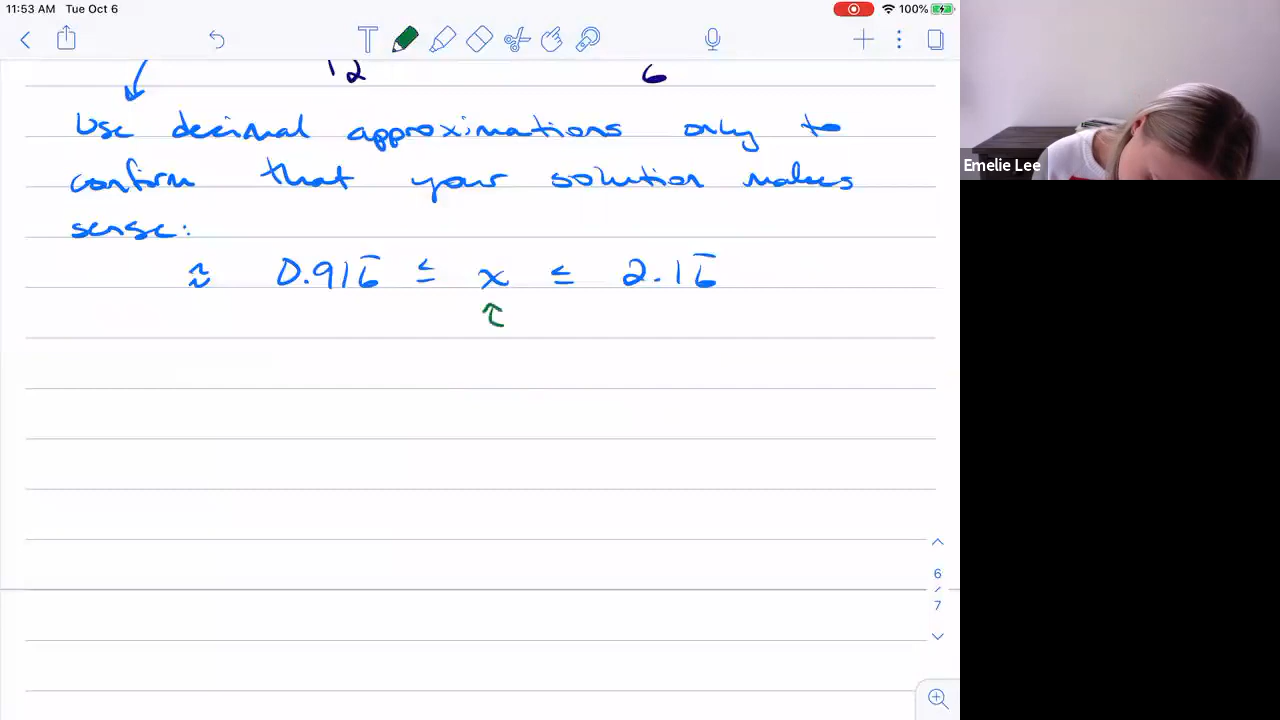 11:53 AM Tue Oct 6 100%
12 6
Use decimal approximations only to
confirm that your solution makes
sense:
≈ 0.916̅ ≤ x ≤ 2.16̅
↑
6
/
7
Emelie Lee